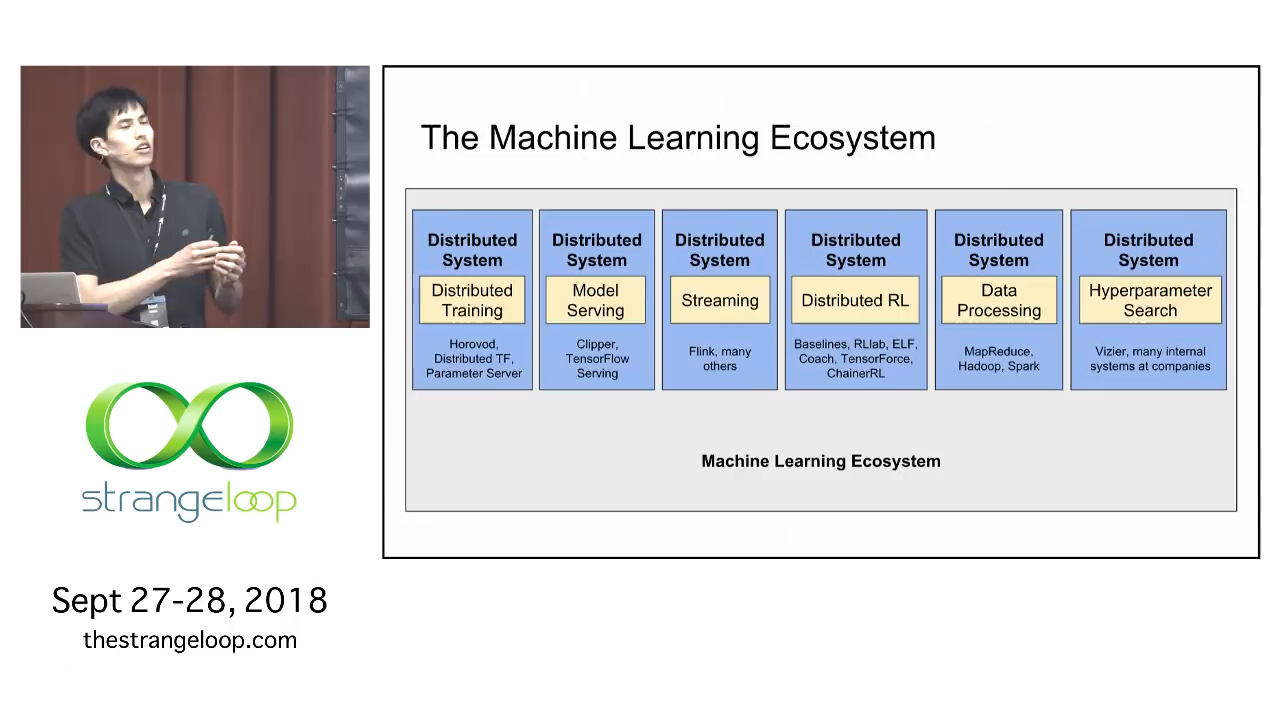 The Machine Learning Ecosystem
Distributed
System
Distributed
Training
Horovod,
Distributed TF,
Parameter Server
Distributed
System
Model
Serving
Clipper,
TensorFlow
Serving
Distributed
System
Streaming
Flink, many
others
Distributed
System
Distributed RL
Baselines, RLlab, ELF,
Coach, TensorForce,
ChainerRL
Distributed
System
Data
Processing
MapReduce,
Hadoop, Spark
Distributed
System
Hyperparameter
Search
Vizier, many internal
systems at companies
Machine Learning Ecosystem
strangeloop
Sept 27-28, 2018
thestrangeloop.com